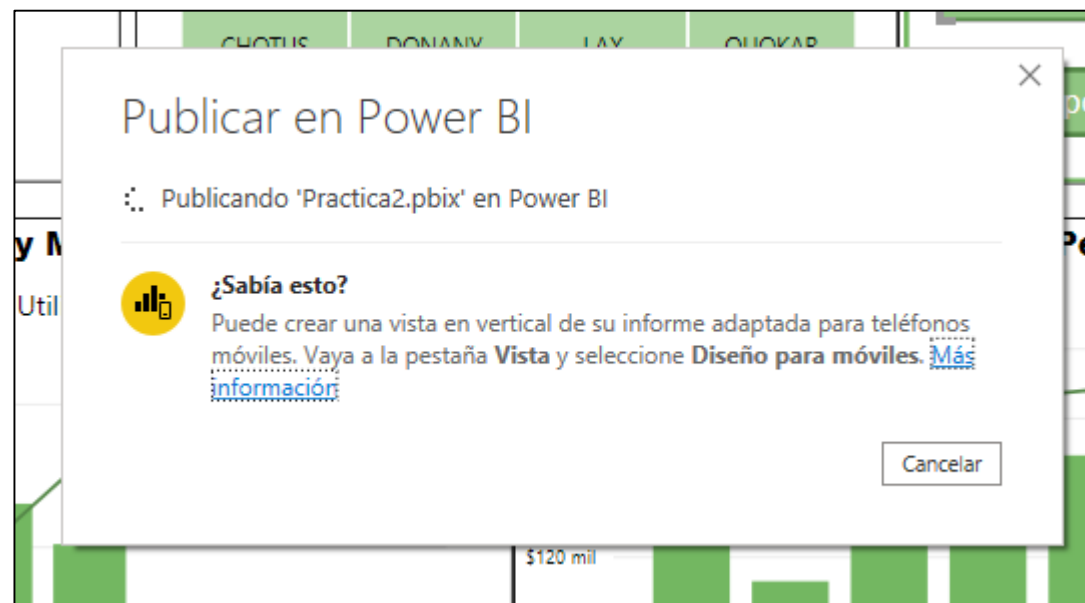 CHOTUS DONANY LAY QUOKAR
Publicar en Power BI
Publicando 'Practica2.pbix' en Power BI
y M
Util
¿Sabía esto?
Puede crear una vista en vertical de su informe adaptada para teléfonos
móviles. Vaya a la pestaña Vista y seleccione Diseño para móviles. Más
información
Cancelar
$120 mil